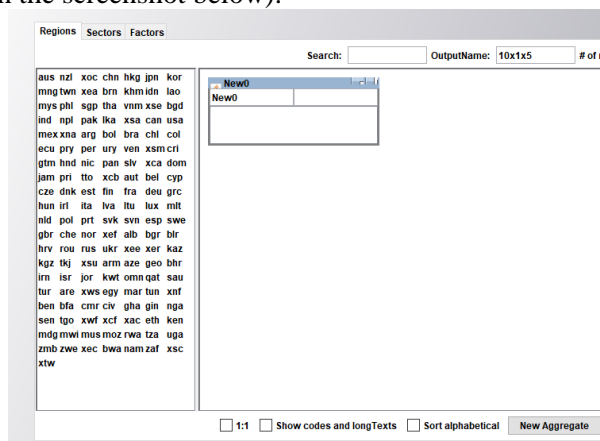 n the screenshot below).
Regions Sectors Factors
Search: OutputName: 10x1x5 # of r
aus nzl xoc chn hkg jpn kor
mng twn xea brn khm idn lao
mys phl sgp tha vnm xse bgd
ind npl pak lka xsa can usa
mex xna arg bol bra chl col
ecu pry per ury ven xsm cri
gtm hnd nic pan slv xca dom
jam pri tto xcb aut bel cyp
cze dnk est fin fra deu grc
hun irl ita lva ltu lux mlt
nld pol prt svk svn esp swe
gbr che nor xef alb bgr blr
hrv rou rus ukr xee xer kaz
kgz tkj xsu arm aze geo bhr
irn isr jor kwt omn qat sau
tur are xws egy mar tun xnf
ben bfa cmr civ gha gin nga
sen tgo xwf xcf xac eth ken
mdg mwi mus moz rwa tza uga
zmb zwe xec bwa nam zaf xsc
xtw
New0
New0
1:1 Show codes and longTexts Sort alphabetical New Aggregate